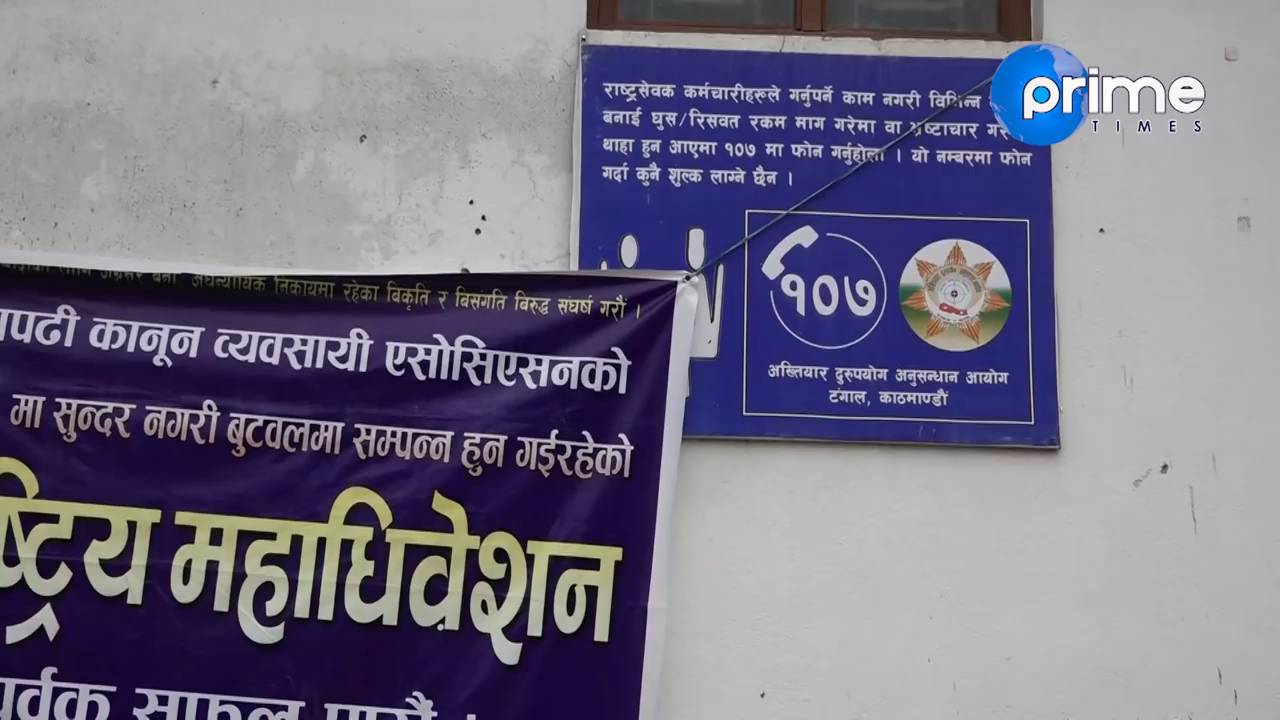 राष्ट्रसेवक कर्मचारीहरूले गर्नुपर्ने काम नगरी विभिन्न
बनाई घुस/रिसवत रकम माग गरेमा वा भ्रष्टाचार
थाहा हुन आएमा १०७ मा फोन गर्नुहोला । यो नम्बरमा फोन
गर्दा कुनै शुल्क लाग्ने छैन ।
१०७
अख्तियार दुरुपयोग अनुसन्धान आयोग
टंगाल, काठमाण्डौं
prime
TIMES
निकायमा रहेका बिकृति र बिसंगति बिरुद्ध संघर्ष गरौं ।
कानून व्यवसायी एसोसिएसनको
मा सुन्दर नगरी बुटवलमा सम्पन्न हुन गईरहेको
महाधिवेशन